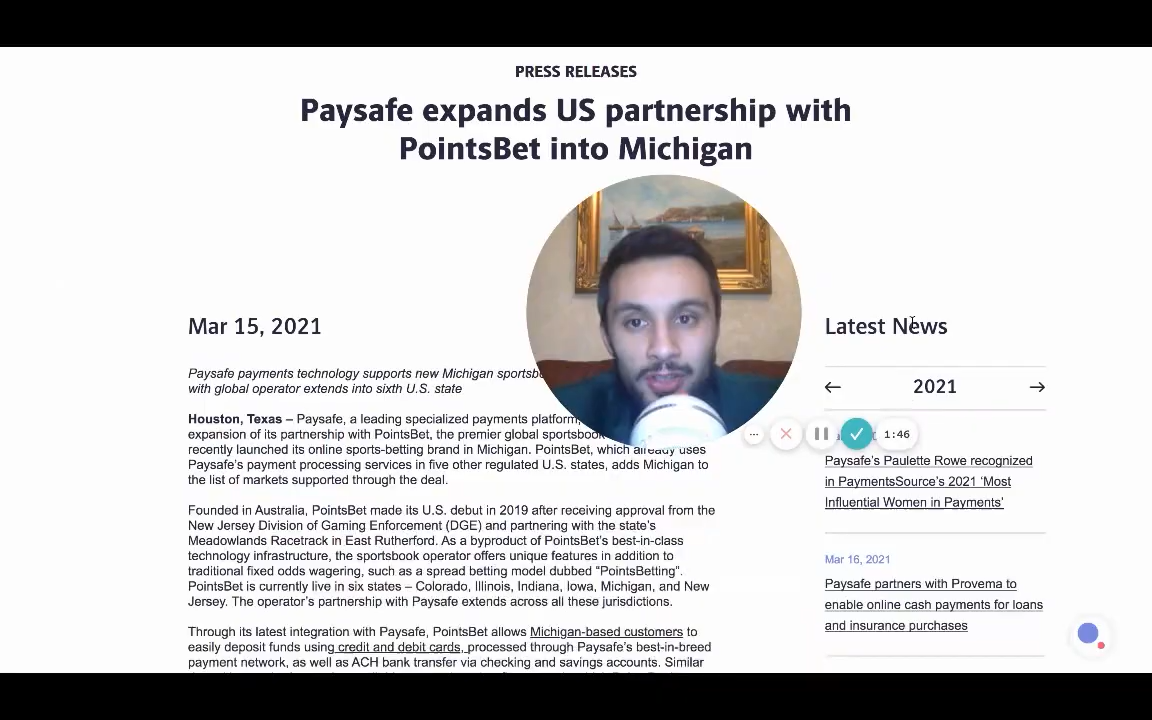 PRESS RELEASES
Paysafe expands US partnership with
PointsBet into Michigan
Mar 15, 2021
Paysafe payments technology supports new Michigan
with global operator extends into sixth U.S. state
Houston, Texas – Paysafe, a leading specialized payments platform,
expansion of its partnership with PointsBet, the premier global sportsbook
recently launched its online sports-betting brand in Michigan. PointsBet, which already uses
Paysafe's payment processing services in five other regulated U.S. states, adds Michigan to
the list of markets supported through the deal.
Founded in Australia, PointsBet made its U.S. debut in 2019 after receiving approval from the
New Jersey Division of Gaming Enforcement (DGE) and partnering with the state's
Meadowlands Racetrack in East Rutherford. As a byproduct of PointsBet's best-in-class
technology infrastructure, the sportsbook operator offers unique features in addition to
traditional fixed odds wagering, such as a spread betting model dubbed "PointsBetting".
PointsBet is currently live in six states – Colorado, Illinois, Indiana, Iowa, Michigan, and New
Jersey. The operator's partnership with Paysafe extends across all these jurisdictions.
Through its latest integration with Paysafe, PointsBet allows Michigan-based customers to
easily deposit funds using credit and debit cards, processed through Paysafe's best-in-breed
payment network, as well as ACH bank transfer via checking and savings accounts. Similar
Latest News
2021
1:46
Paysafe's Paulette Rowe recognized
in PaymentsSource's 2021 'Most
Influential Women in Payments'
Mar 16, 2021
Paysafe partners with Provema to
enable online cash payments for loans
and insurance purchases